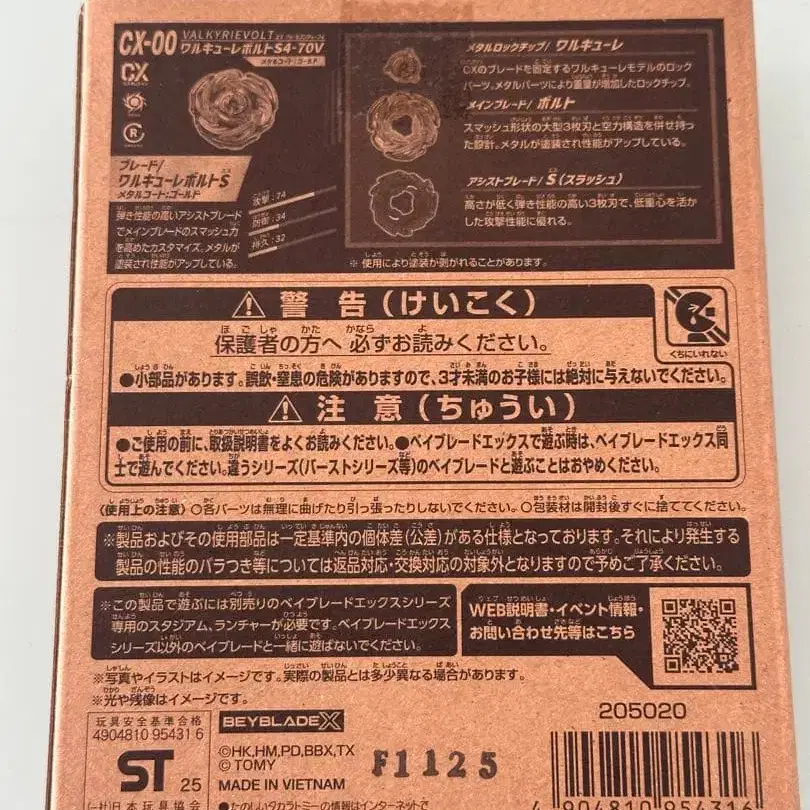 CX-00
VALKYRIEVOLT
ワルキューレボルトS4-70V
メタルコート:ゴールド
CX
R
ブレード/
ワルキューレボルトS
メタルコート:ゴールド
弾き性能の高いアシストブレード
でメインブレードのスマッシュ力
を高めたカスタマイズ。メタルが
塗装され性能がアップしている。
攻撃:74
防御:34
持久:32
メタルロックチップ/ ワルキューレ
CXのブレードを固定するワルキューレモデルのロック
パーツ。メタルパーツにより重量が増加したロックチップ。
メインブレード/ ボルト
スマッシュ形状の大型3枚刃と空力構造を併せ持っ
た設計。メタルが塗装され性能がアップしている。
アシストブレード/ S(スラッシュ)
高さが低く弾き性能の高い3枚刃で、低重心を活か
した攻撃性能に優れる。
※ 使用により塗装が剥がれることがあります。
警 告(けいこく)
保護者の方へ 必ずお読みください。
●小部品があります。誤飲・窒息の危険がありますので、3才未満のお子様には絶対に与えないでください。
くちにいれない
注 意(ちゅうい)
●ご使用の前に、取扱説明書をよくお読みください。●ベイブレードエックスで遊ぶ時は、ベイブレードエックス同
士で遊んでください。違うシリーズ(バーストシリーズ等)のベイブレードと遊ぶことはおやめください。
〈使用上の注意〉○各パーツは無理に曲げたり引っ張ったりしないでください。○包装材は開封後すぐに捨ててください。
※製品およびその使用部品は一定基準内の個体差(公差)がある仕様となっております。それにより発生する
製品の性能のバラつき等については返品対応・交換対応の対象外となりますので予めご了承ください。
※この製品で遊ぶには別売りのベイブレードエックスシリーズ
専用のスタジアム、ランチャーが必要です。ベイブレードエックス
シリーズ以外のベイブレードと一緒に遊ばないでください。
WEB説明書・イベント情報・
お問い合わせ先等はこちら
※写真やイラストはイメージです。実際の製品とは多少異なる場合があります。
※光や残像はイメージです。
205020
玩具安全基準合格
4904810 95431 6
ST 25
(一社)日本玩具協会
BEYBLADE X
©HK,HM,PD,BBX,TX
© TOMY
MADE IN VIETNAM
F1125
●たのしいタカラトミーの情報はインターネットで
4 904810 954316